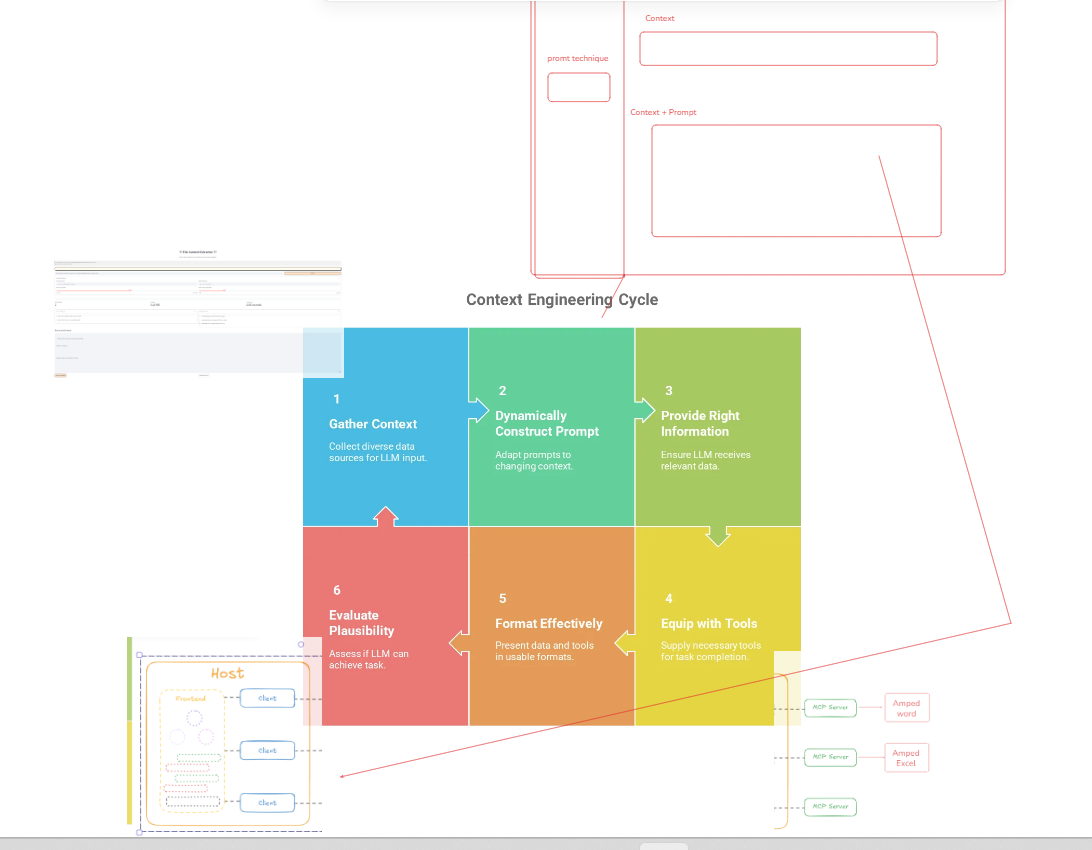 Context
promt technique
Context + Prompt
Context Engineering Cycle
1
Gather Context
Collect diverse data
sources for LLM input.
2
Dynamically
Construct Prompt
Adapt prompts to
changing context.
3
Provide Right
Information
Ensure LLM receives
relevant data.
6
Evaluate
Plausibility
Assess if LLM can
achieve task.
5
Format Effectively
Present data and tools
in usable formats.
4
Equip with Tools
Supply necessary tools
for task completion.
Host
Frontend
Client
Client
Client
MCP Server
Amped
word
MCP Server
Amped
Excel
MCP Server